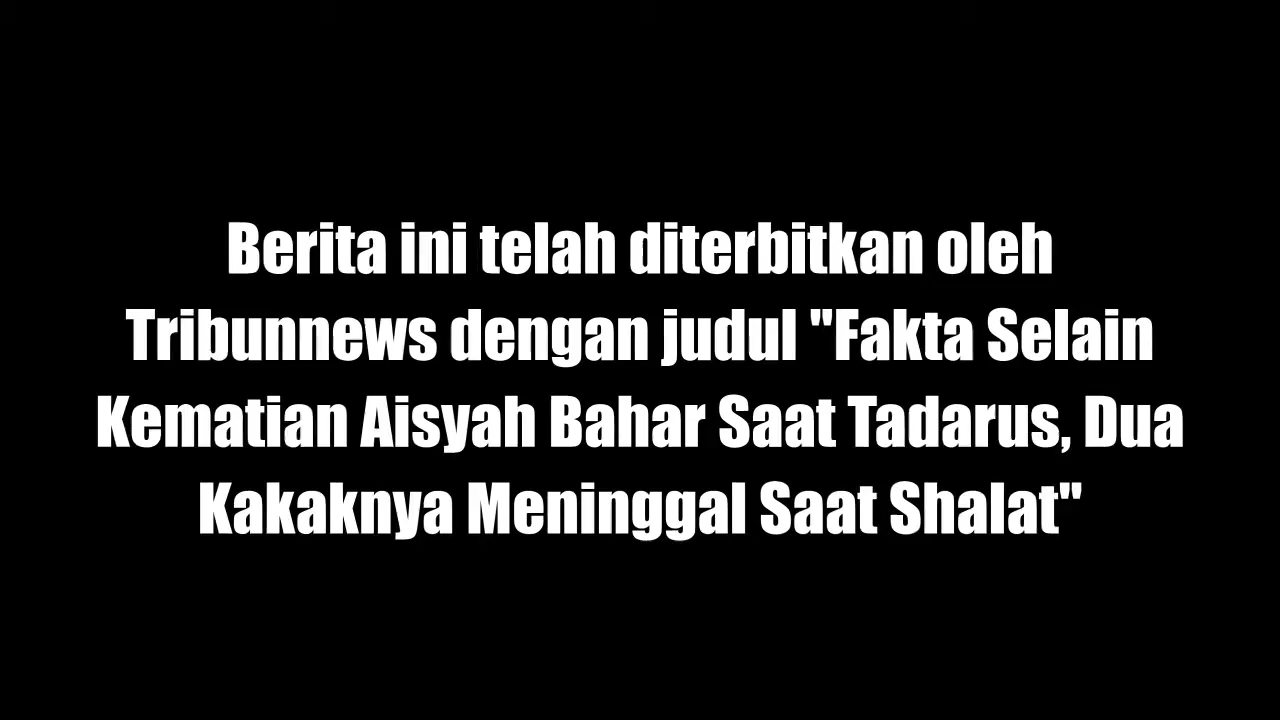 Berita ini telah diterbitkan oleh
Tribunnews dengan judul "Fakta Selain
Kematian Aisyah Bahar Saat Tadarus, Dua
Kakaknya Meninggal Saat Shalat"